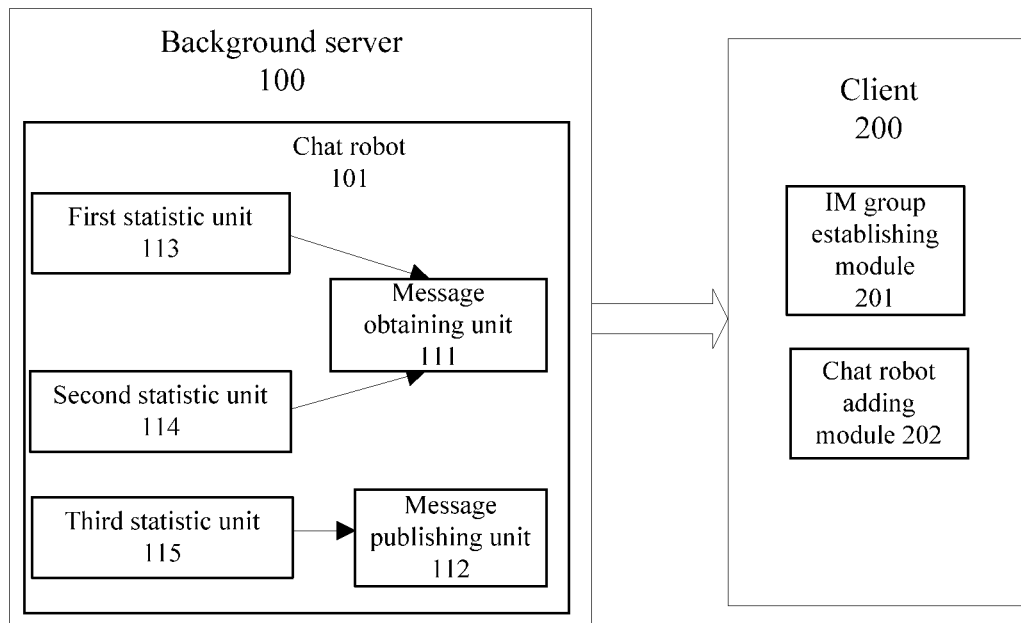 Background server
100
Chat robot
101
First statistic unit
113
Message
obtaining unit
111
Second statistic unit
114
Third statistic unit
115
Message
publishing unit
112
Client
200
IM group
establishing
module
201
Chat robot
adding
module 202